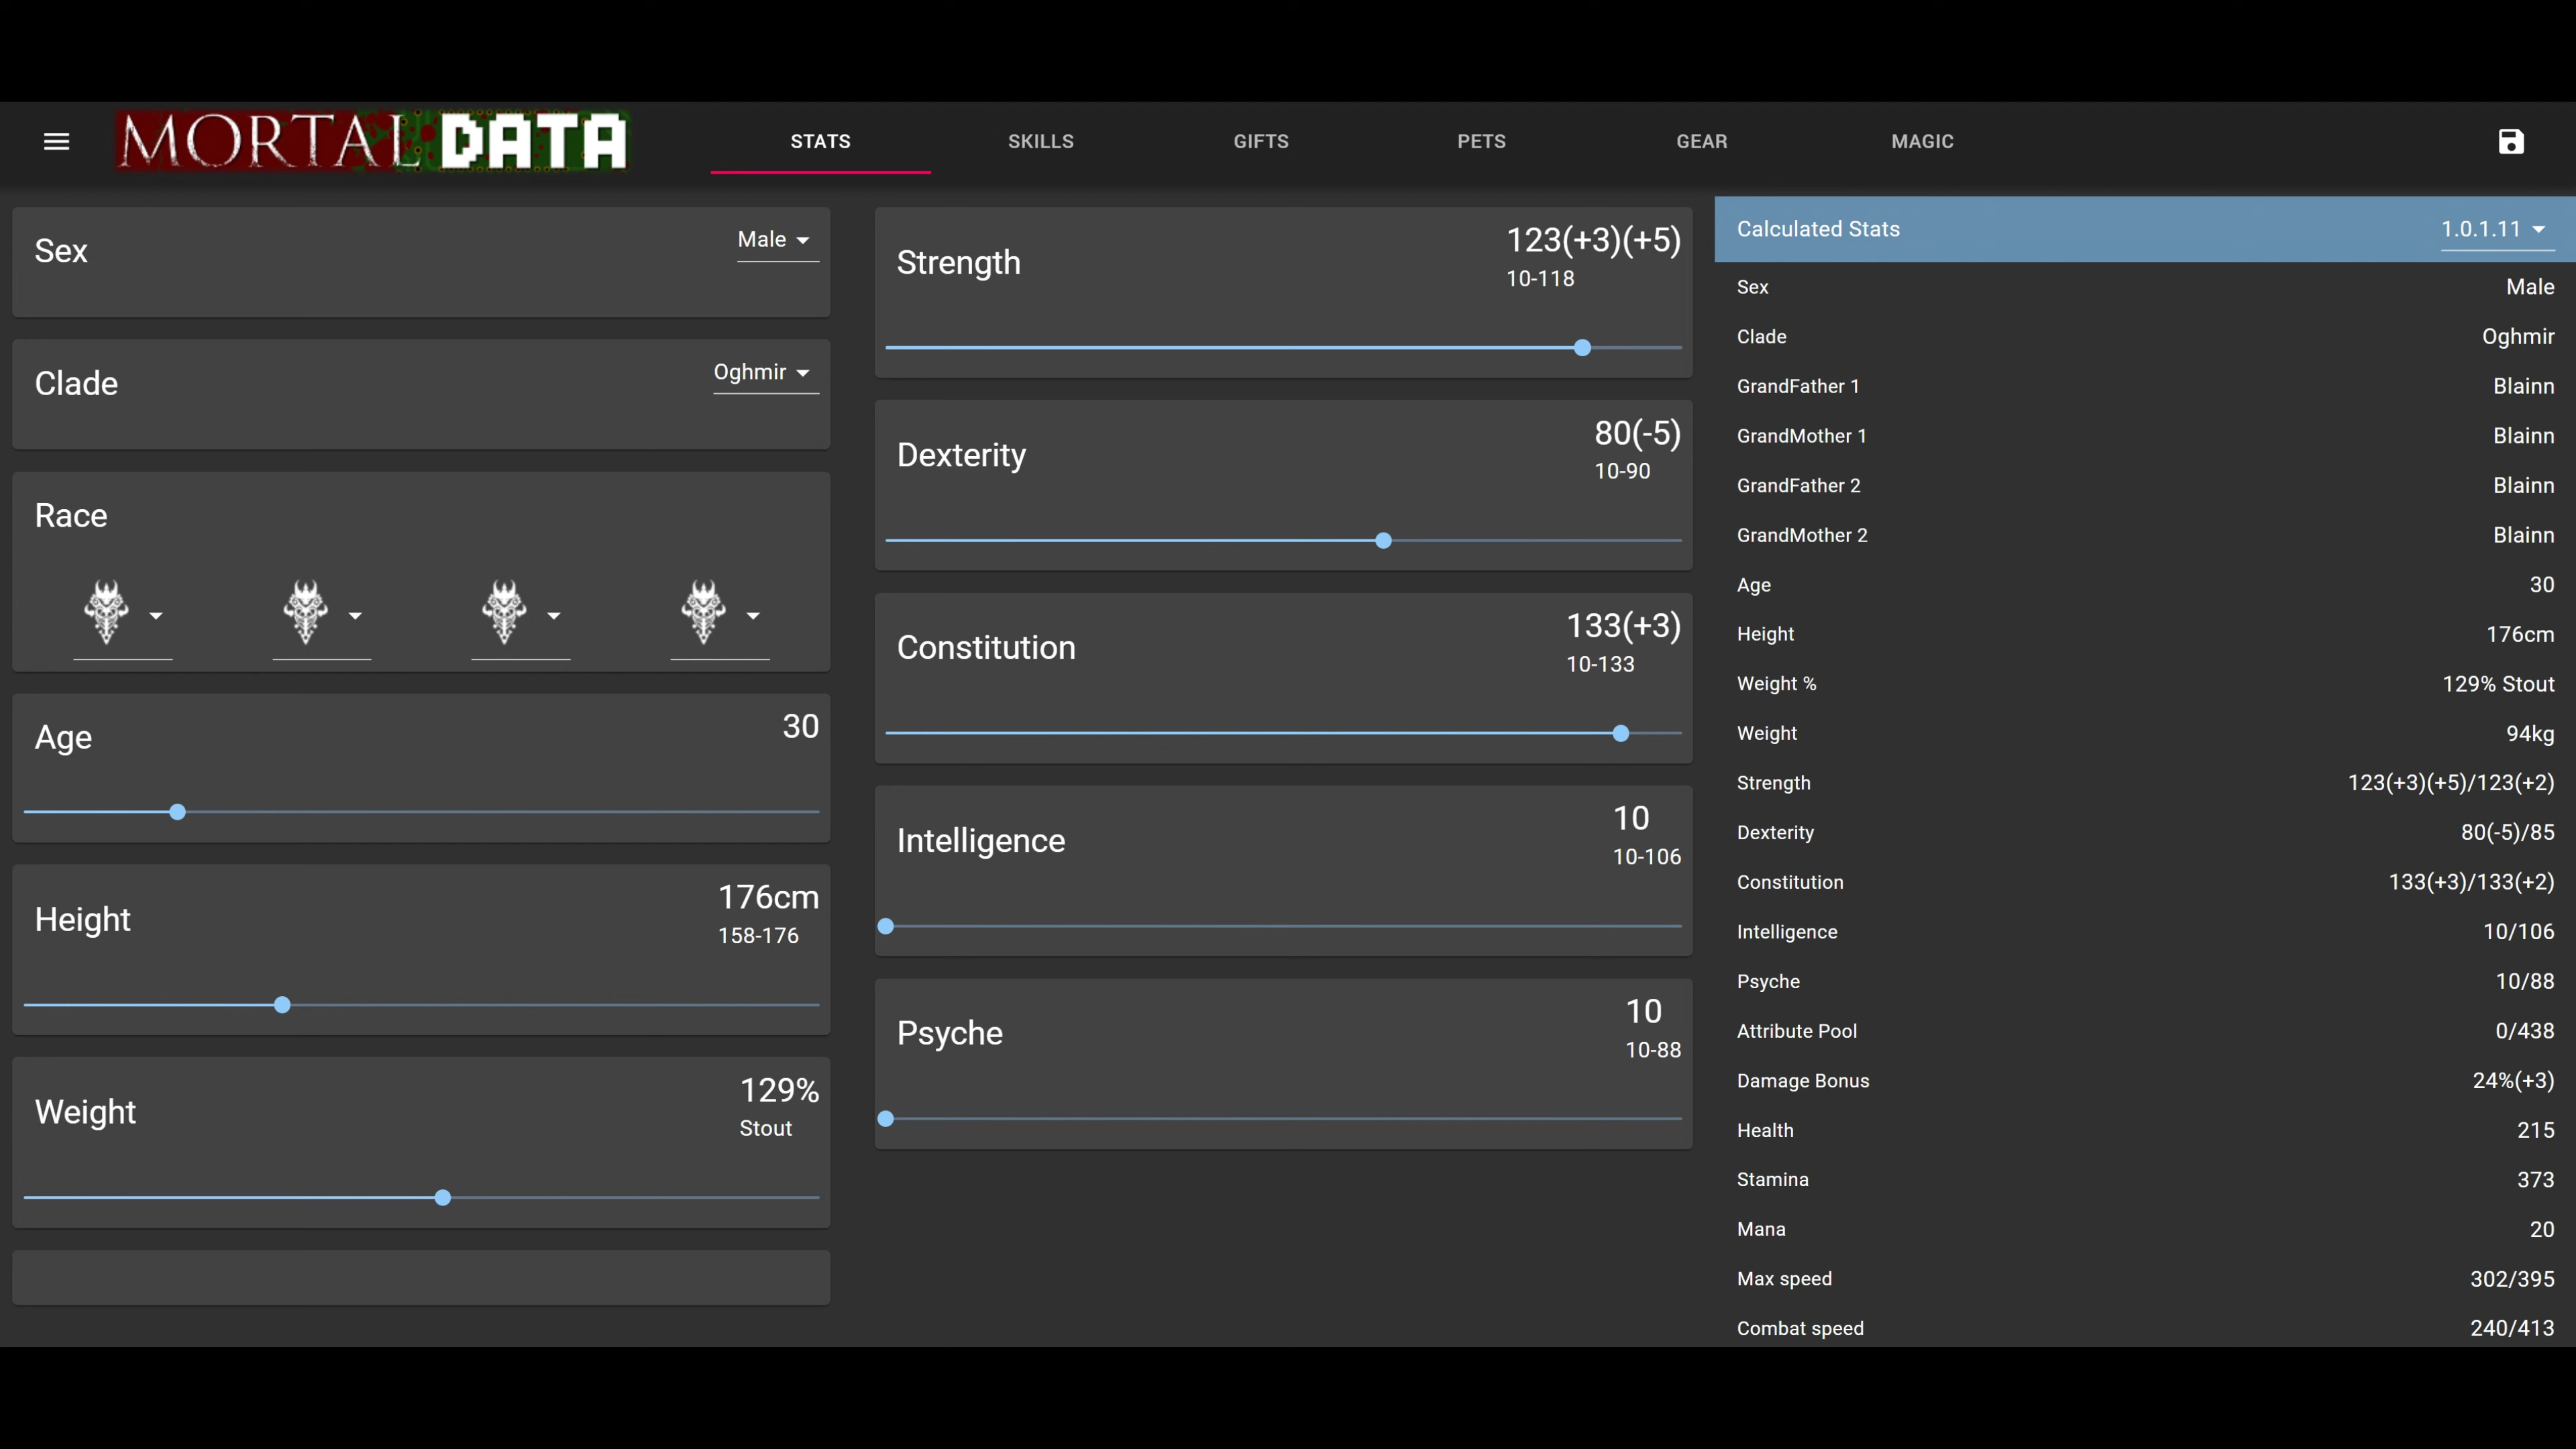 MORTAL DATA
STATS
SKILLS
GIFTS
PETS
GEAR
MAGIC
Sex
Male
Clade
Oghmir
Race
Age
30
Height
176cm
158-176
Weight
129%
Stout
Strength
123(+3)(+5)
10-118
Dexterity
80(-5)
10-90
Constitution
133(+3)
10-133
Intelligence
10
10-106
Psyche
10
10-88
Calculated Stats 1.0.1.11
Sex Male
Clade Oghmir
GrandFather 1 Blainn
GrandMother 1 Blainn
GrandFather 2 Blainn
GrandMother 2 Blainn
Age 30
Height 176cm
Weight % 129% Stout
Weight 94kg
Strength 123(+3)(+5)/123(+2)
Dexterity 80(-5)/85
Constitution 133(+3)/133(+2)
Intelligence 10/106
Psyche 10/88
Attribute Pool 0/438
Damage Bonus 24%(+3)
Health 215
Stamina 373
Mana 20
Max speed 302/395
Combat speed 240/413